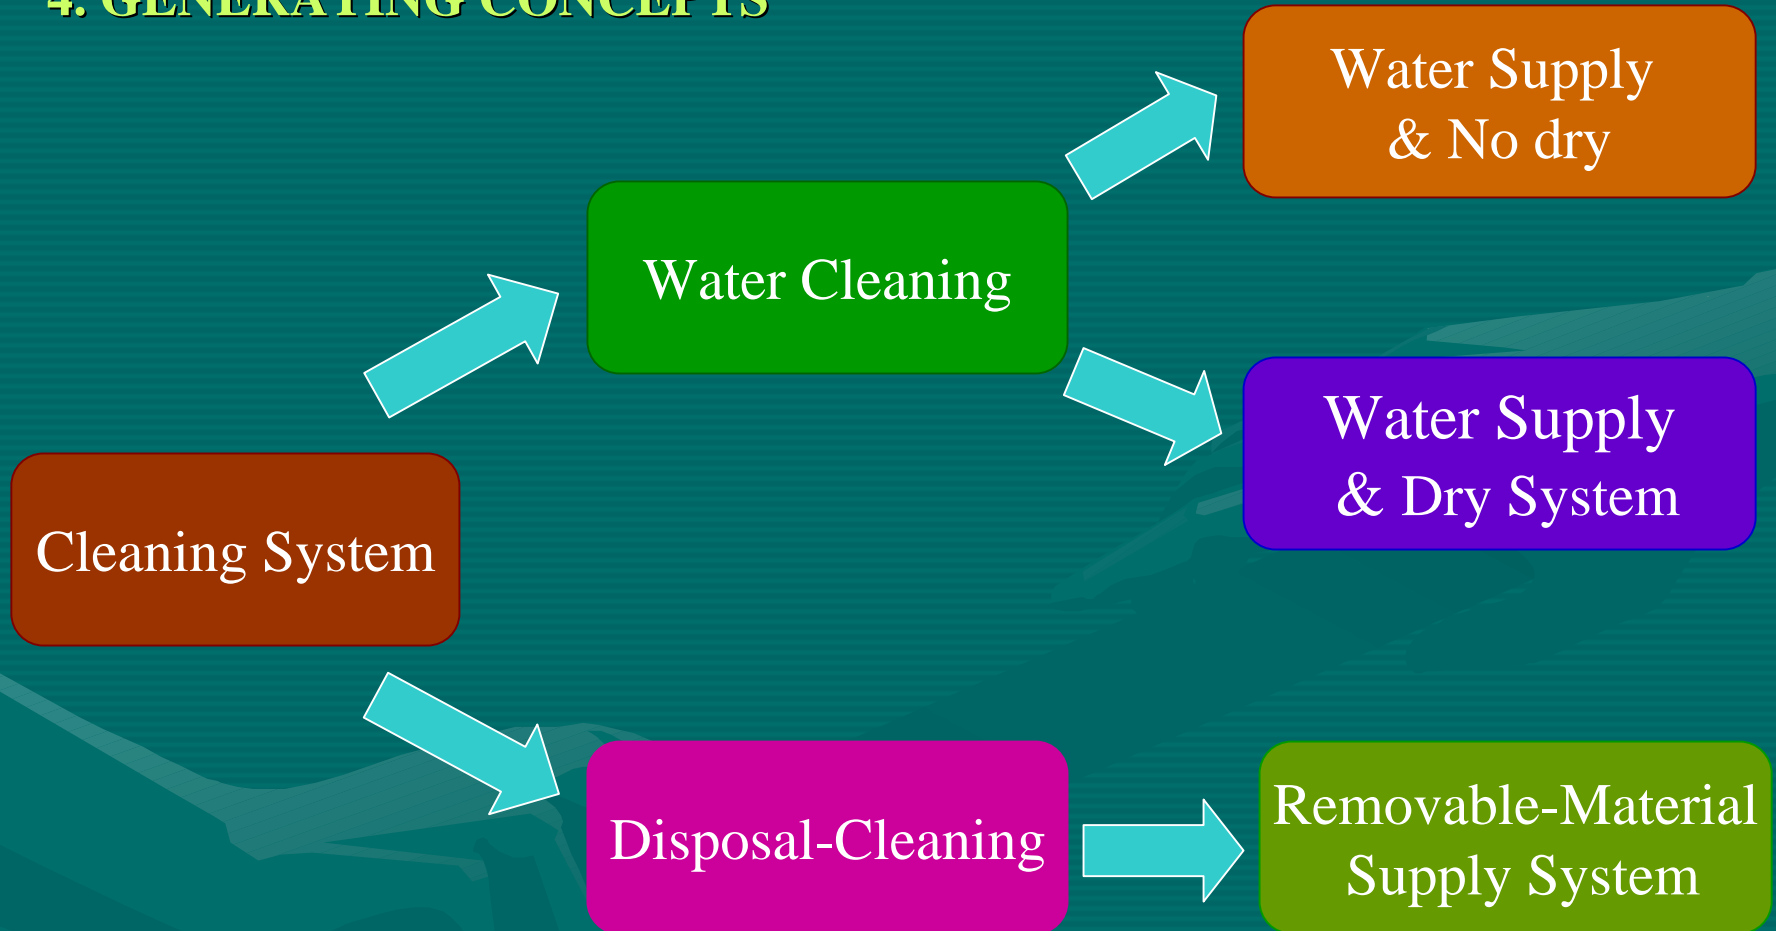 4. GENERATING CONCEPTS
Water Supply
& No dry
Water Cleaning
Water Supply
& Dry System
Cleaning System
Disposal-Cleaning
Removable-Material
Supply System